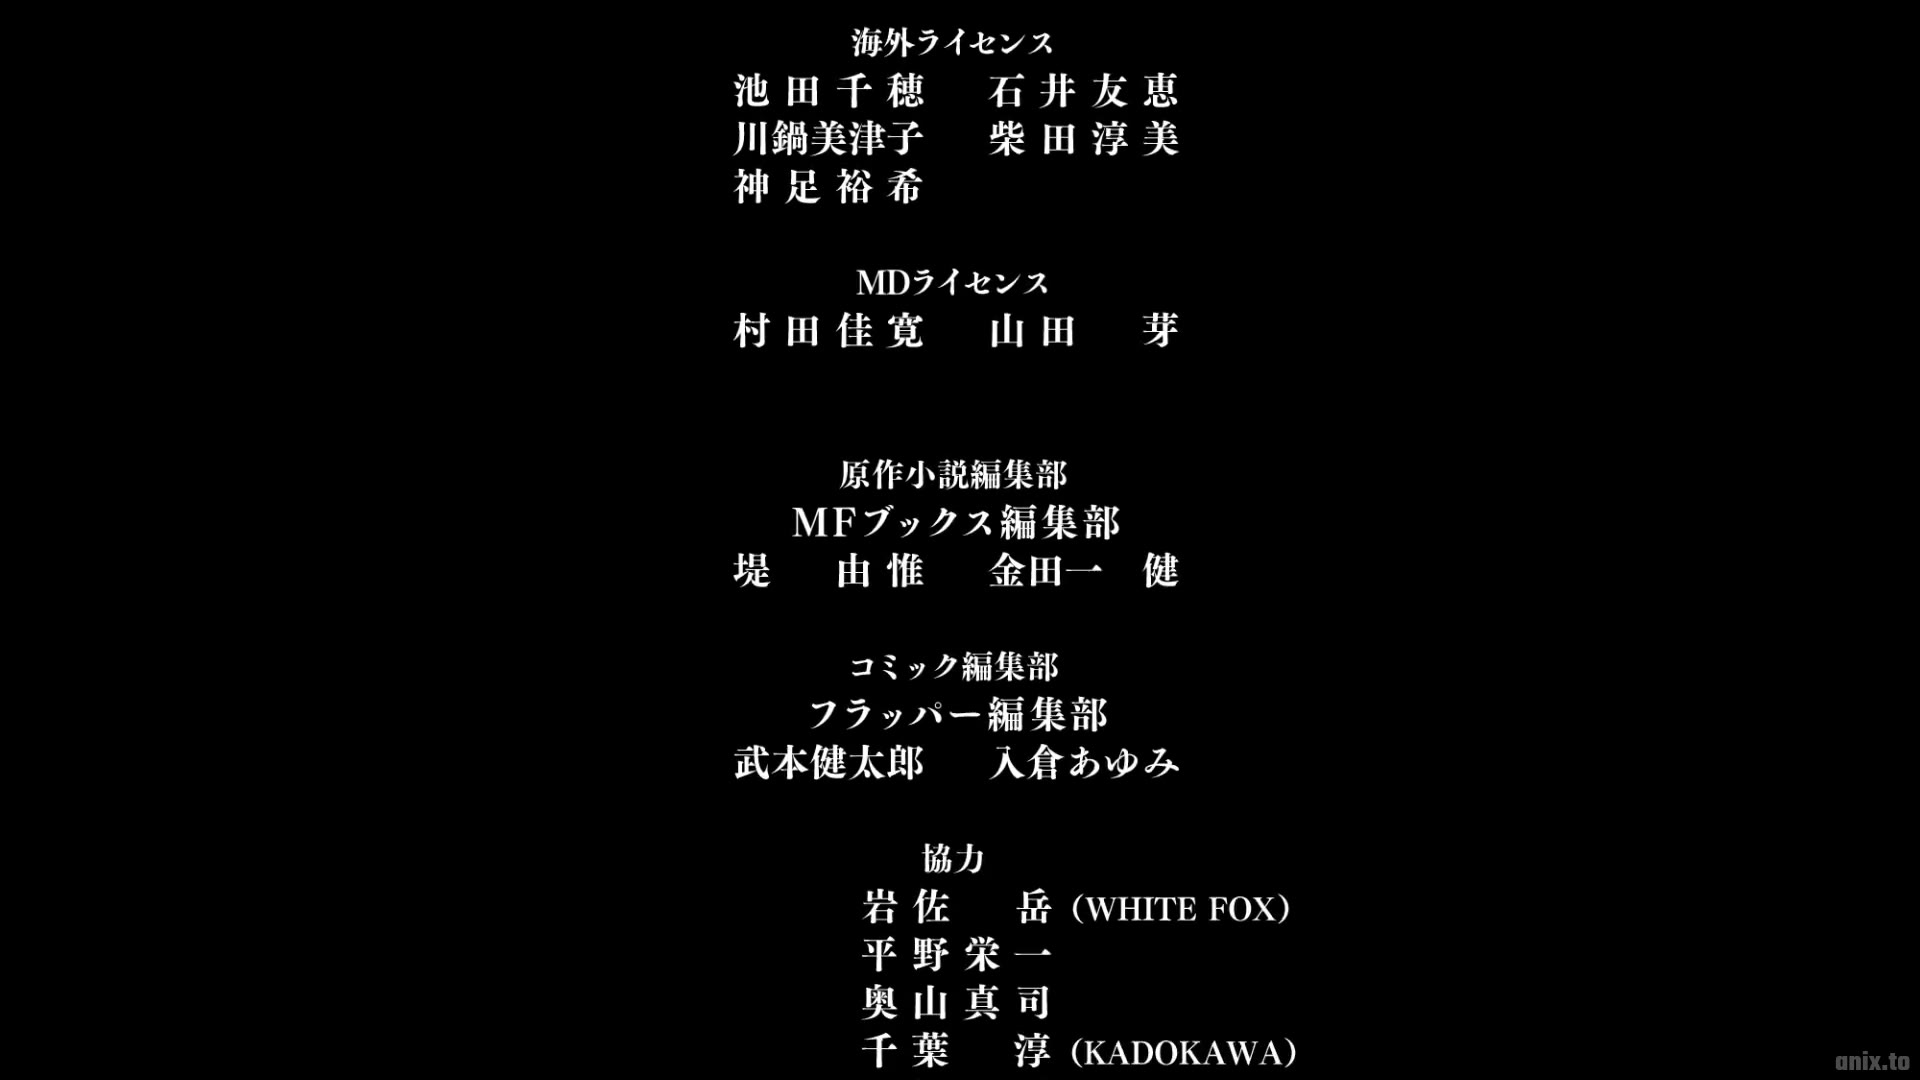 海外ライセンス
池田千穂 石井友恵
川鍋美津子 柴田淳美
神足裕希
MDライセンス
村田佳寛 山田 芽
原作小説編集部
MFブックス編集部
堤 由惟 金田一 健
コミック編集部
フラッパー編集部
武本健太郎 入倉あゆみ
協力
岩佐 岳（WHITE FOX）
平野栄一
奥山真司
千葉 淳（KADOKAWA）
anix.to